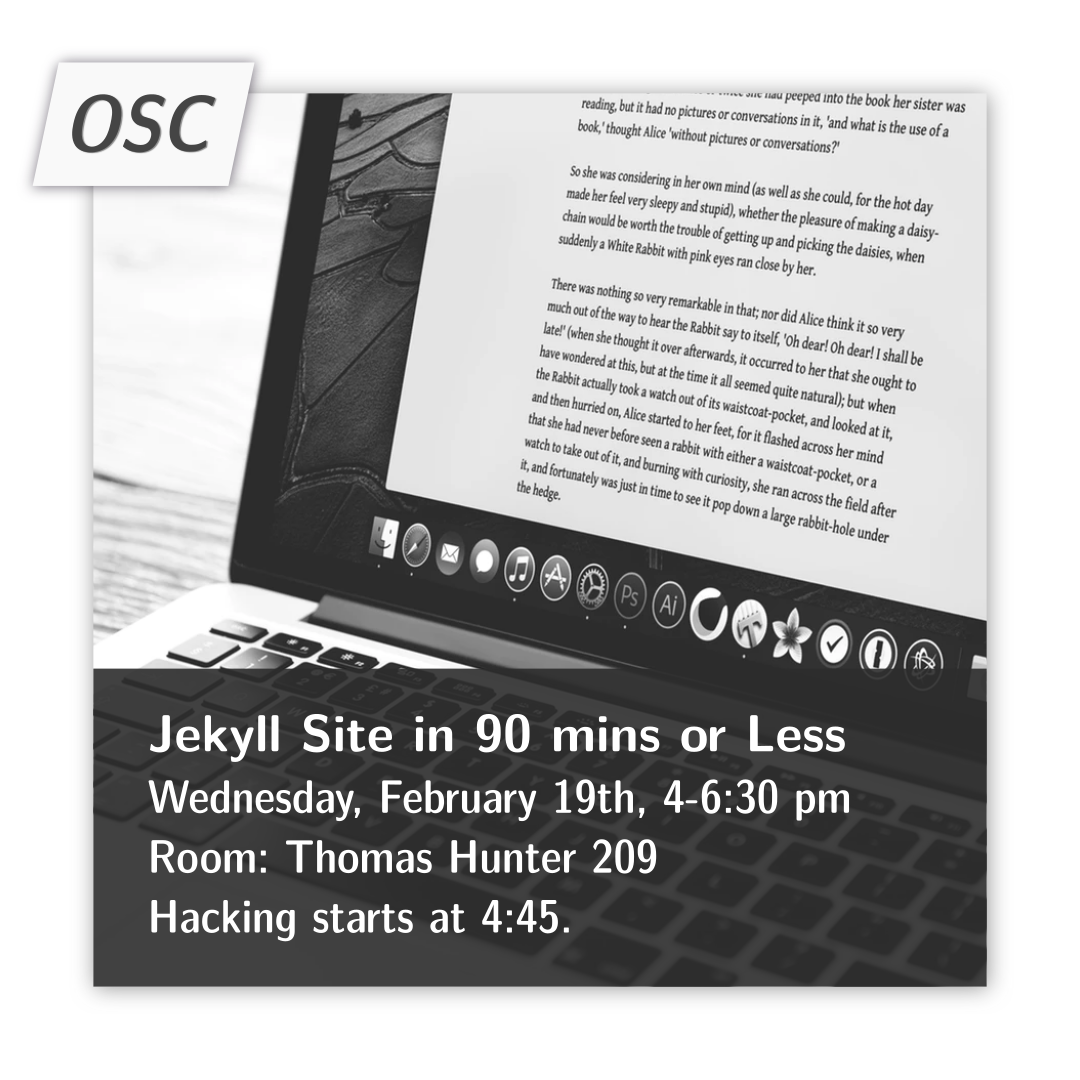 OSC
or twice she had peeped into the book her sister was
reading, but it had no pictures or conversations in it, 'and what is the use of a
book,' thought Alice 'without pictures or conversations?'
So she was considering in her own mind (as well as she could, for the hot day
made her feel very sleepy and stupid), whether the pleasure of making a daisy-
chain would be worth the trouble of getting up and picking the daisies, when
suddenly a White Rabbit with pink eyes ran close by her.
There was nothing so very remarkable in that; nor did Alice think it so very
much out of the way to hear the Rabbit say to itself, 'Oh dear! Oh dear! I shall be
late!' (when she thought it over afterwards, it occurred to her that she ought to
have wondered at this, but at the time it all seemed quite natural); but when
the Rabbit actually took a watch out of its waistcoat-pocket, and looked at it,
and then hurried on, Alice started to her feet, for it flashed across her mind
that she had never before seen a rabbit with either a waistcoat-pocket, or a
watch to take out of it, and burning with curiosity, she ran across the field after
it, and fortunately was just in time to see it pop down a large rabbit-hole under
the hedge.
Ps Ai
Jekyll Site in 90 mins or Less
Wednesday, February 19th, 4-6:30 pm
Room: Thomas Hunter 209
Hacking starts at 4:45.